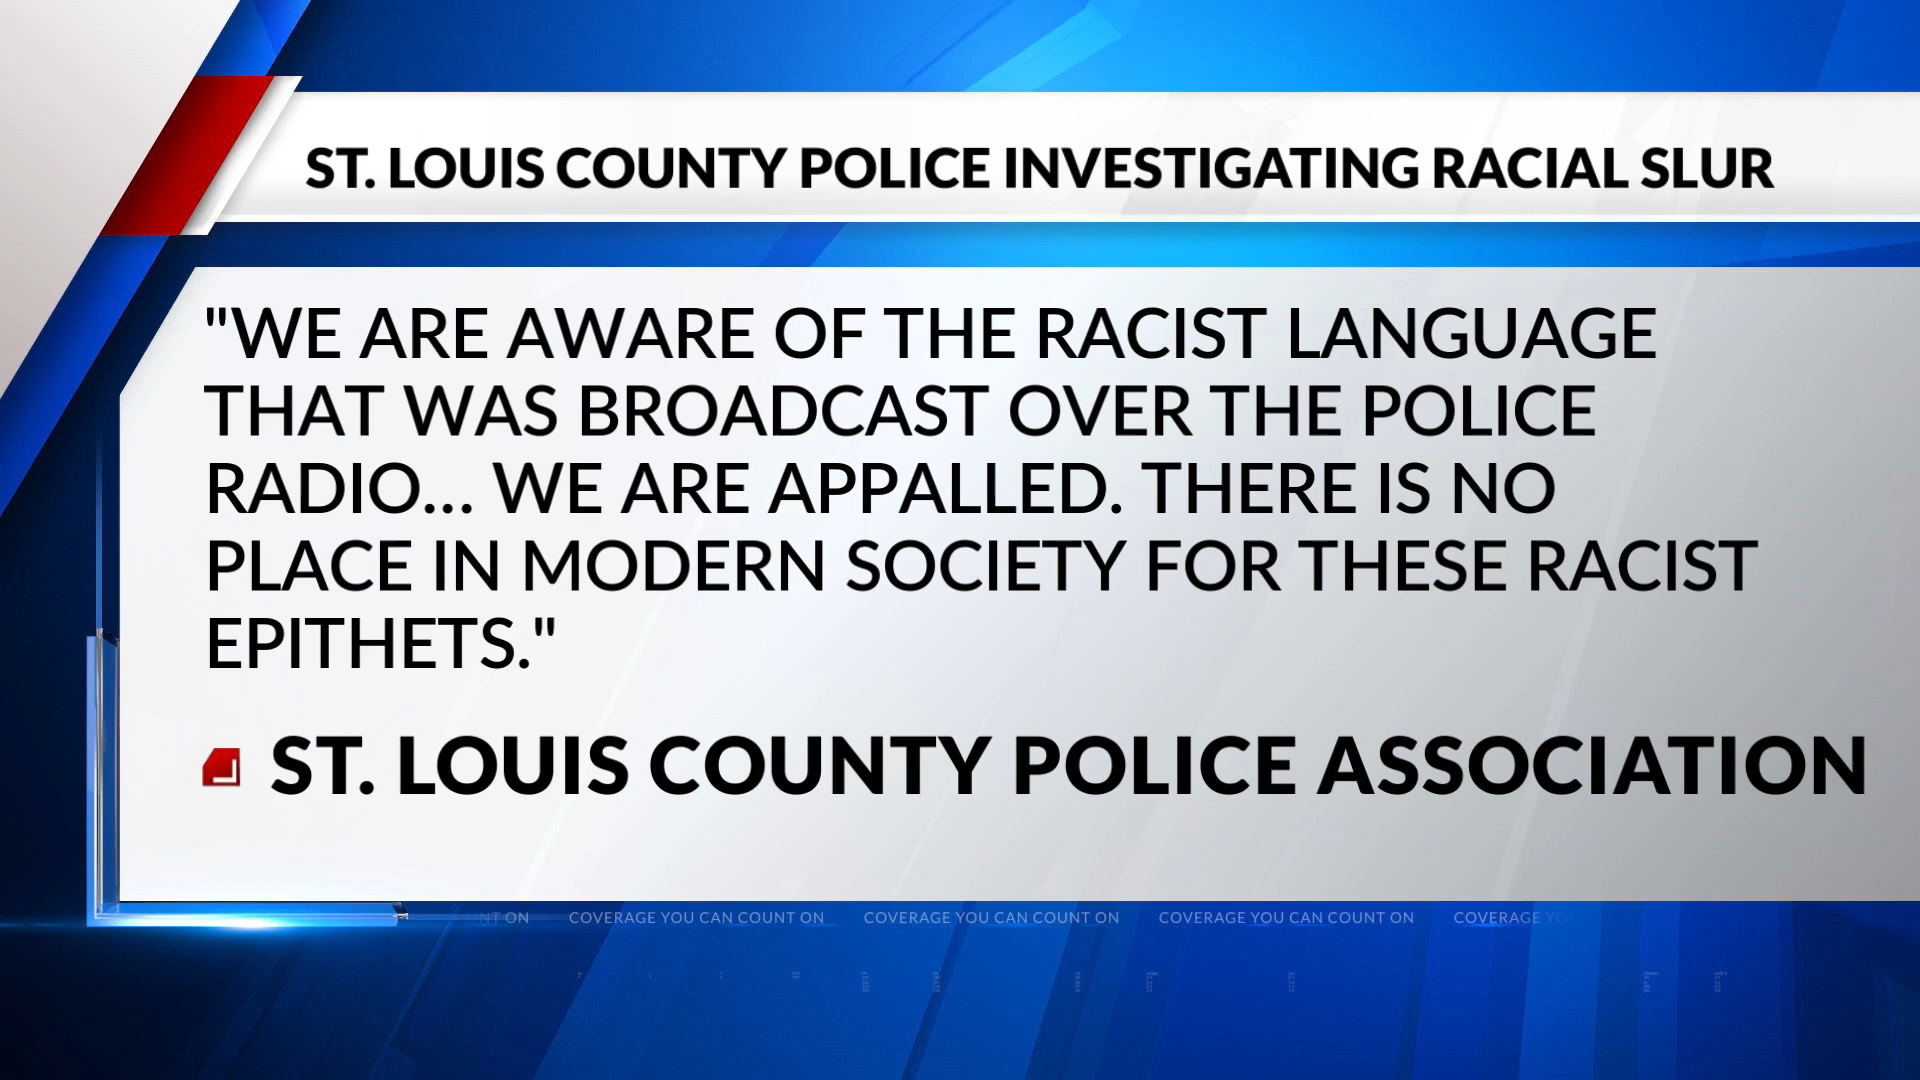 ST. LOUIS COUNTY POLICE INVESTIGATING RACIAL SLUR
"WE ARE AWARE OF THE RACIST LANGUAGE
THAT WAS BROADCAST OVER THE POLICE
RADIO... WE ARE APPALLED. THERE IS NO
PLACE IN MODERN SOCIETY FOR THESE RACIST
EPITHETS."
ST. LOUIS COUNTY POLICE ASSOCIATION
ON COVERAGE YOU CAN COUNT ON COVERAGE YOU CAN COUNT ON COVERAGE YOU CAN COUNT ON COVERAGE